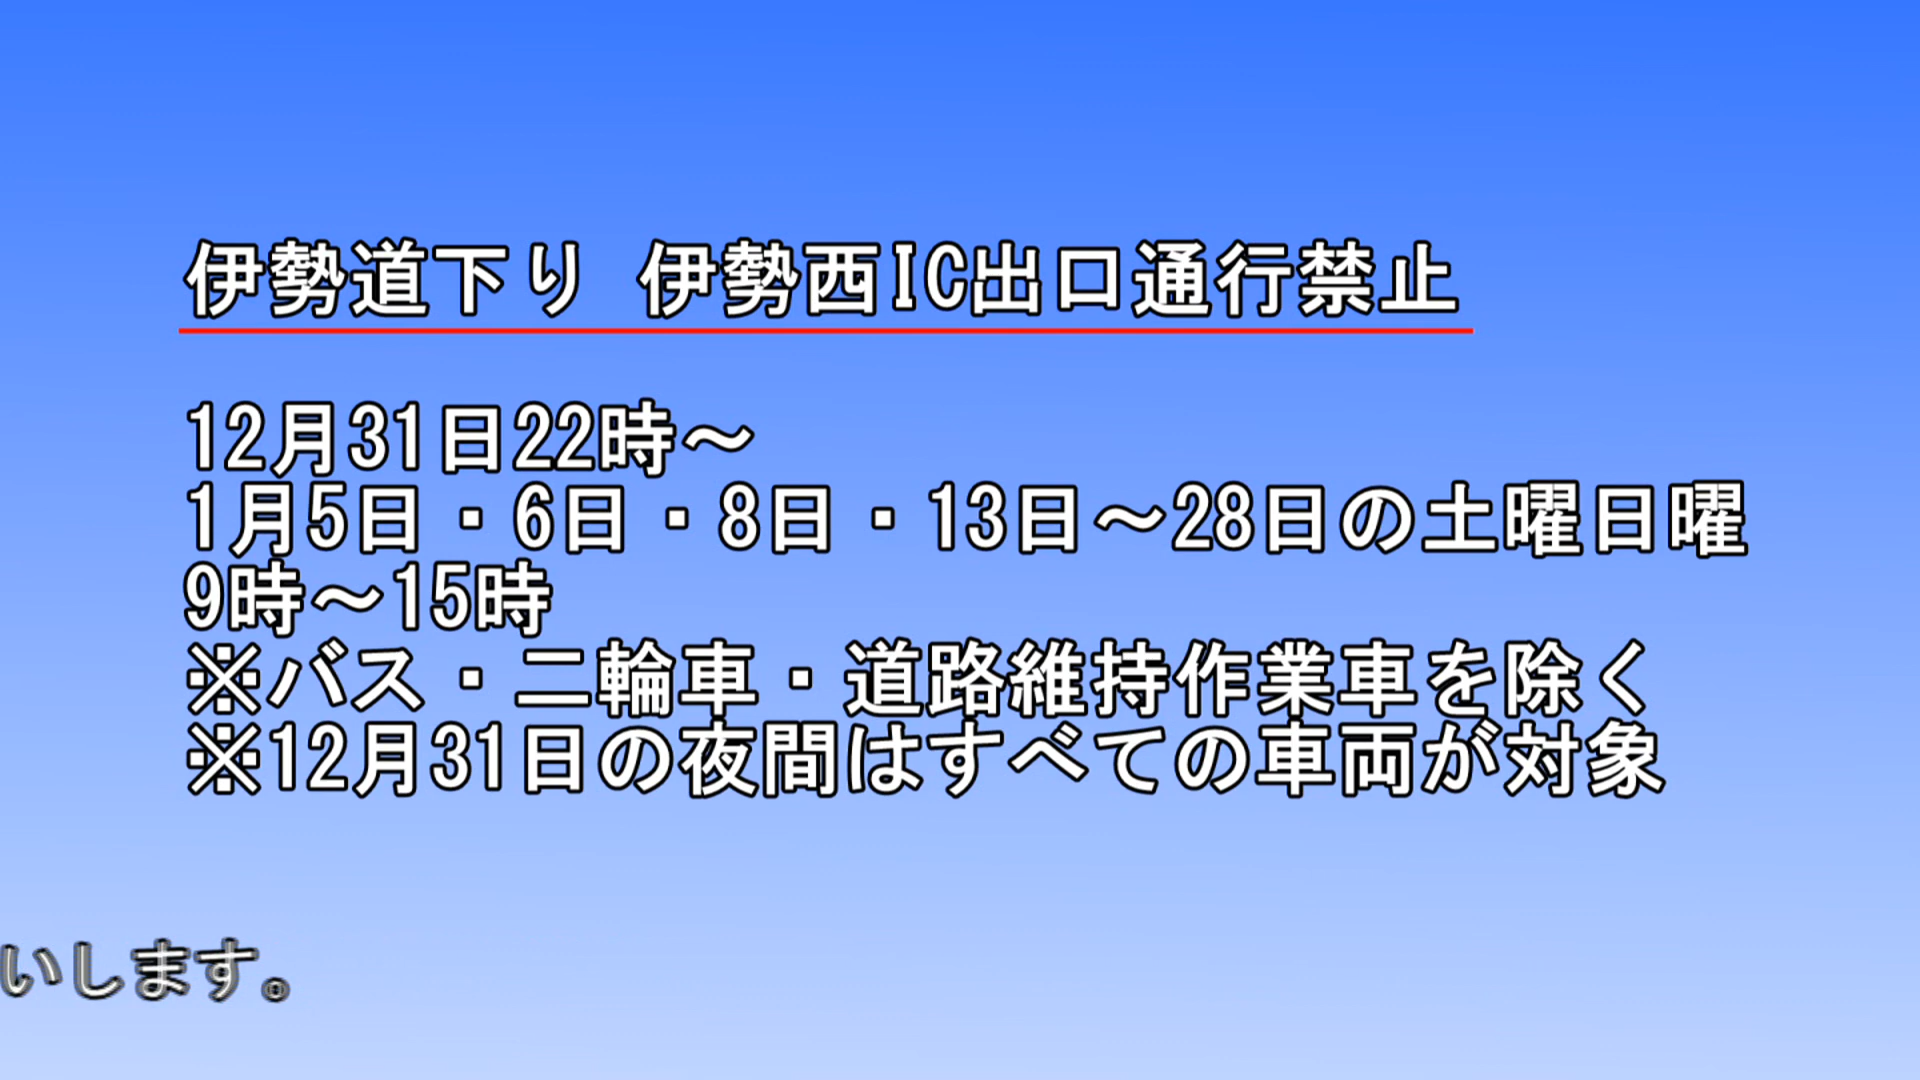 伊勢道下り 伊勢西IC出口通行禁止
12月31日22時～
1月5日・6日・8日・13日～28日の土曜日曜
9時～15時
※バス・二輪車・道路維持作業車を除く
※12月31日の夜間はすべての車両が対象
いします。